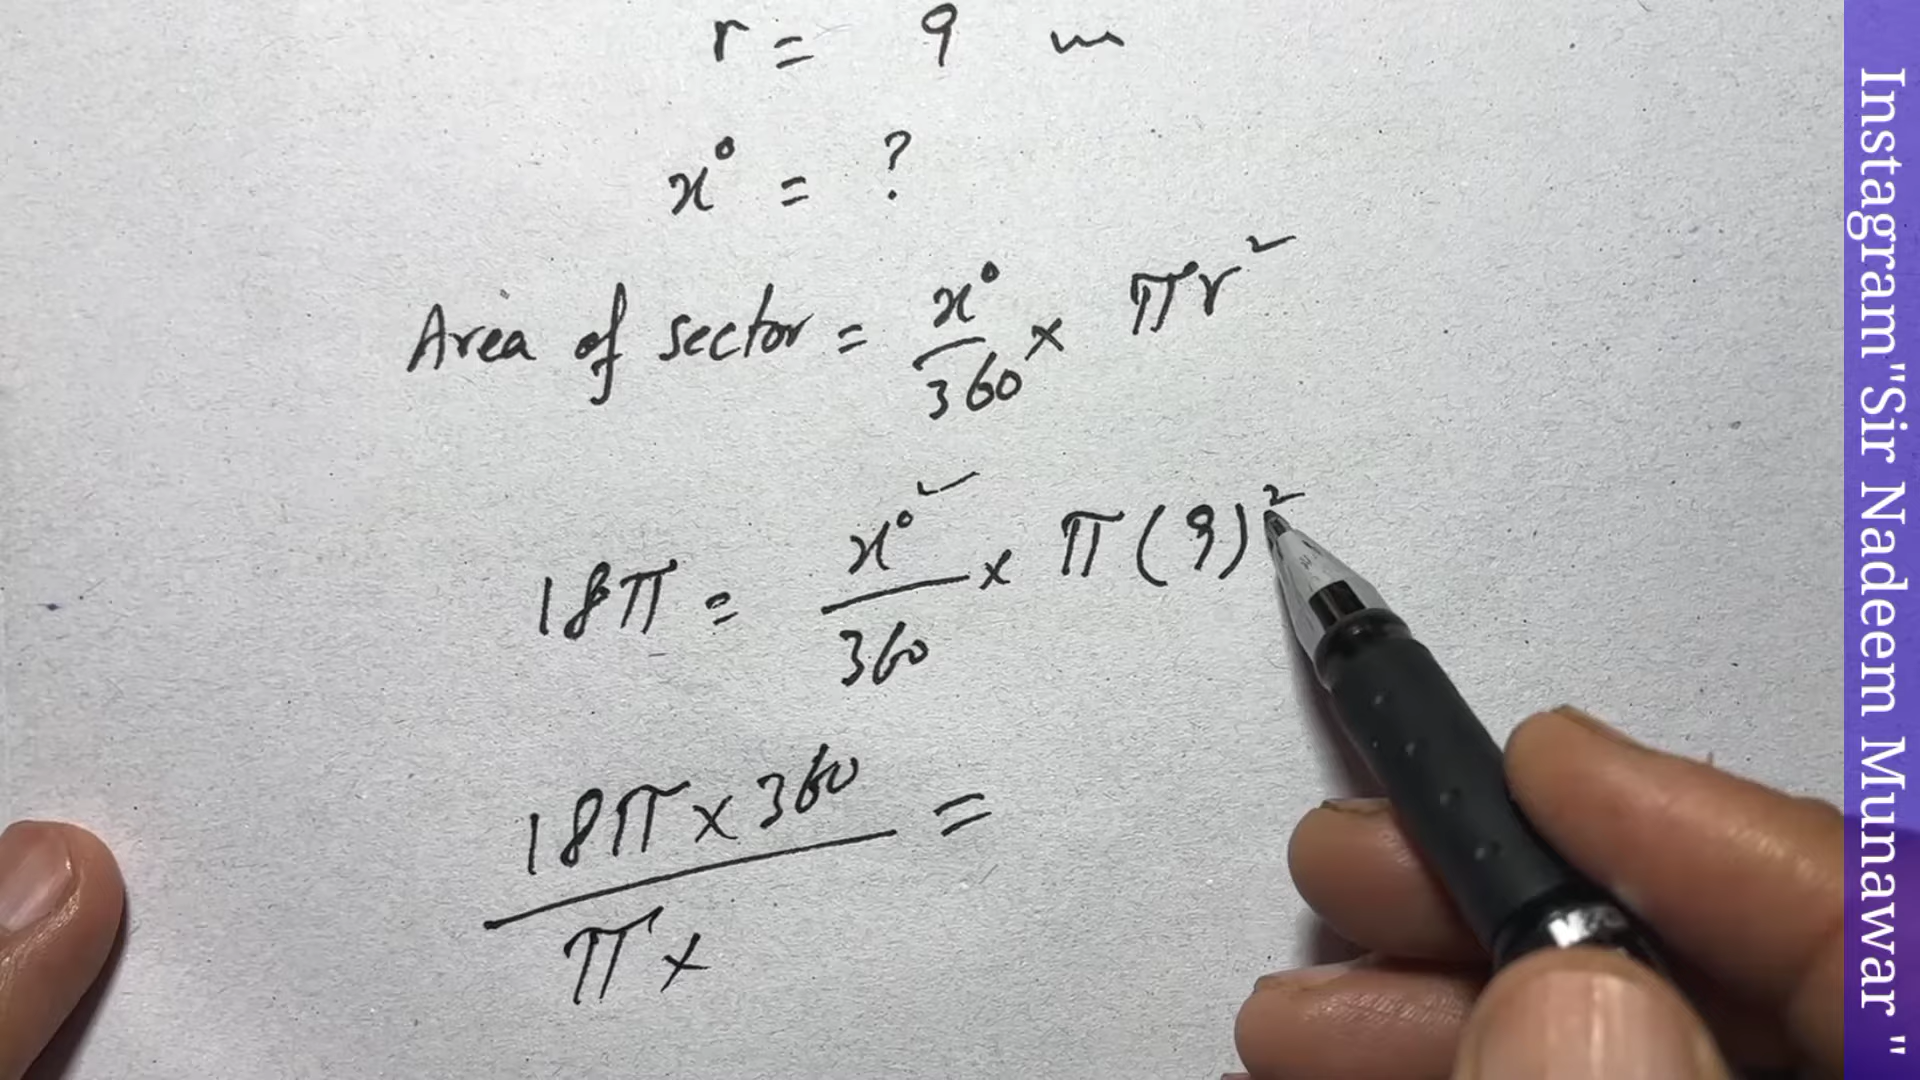 r = 9 m
x° = ?
Area of sector = x°/360 × πr²
18π = x°/360 × π(9)²
18π × 360 / π × =
Instagram"Sir Nadeem Munawar"